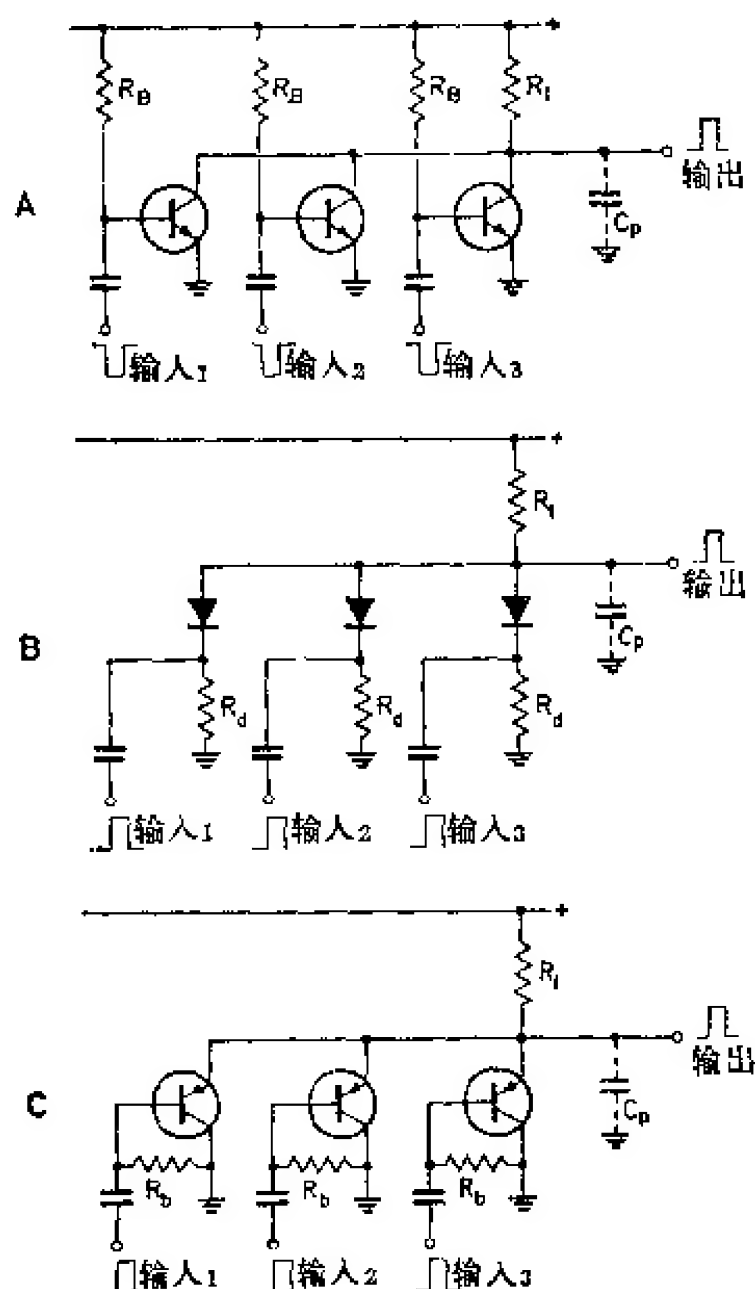 +
R_B R_B R_B R_l
输出
A
C_p
输入1 输入2 输入3
+
R_l
输出
B
C_p
R_d R_d R_d
输入1 输入2 输入3
+
R_l
输出
C
C_p
R_b R_b R_b
输入1 输入2 输入3